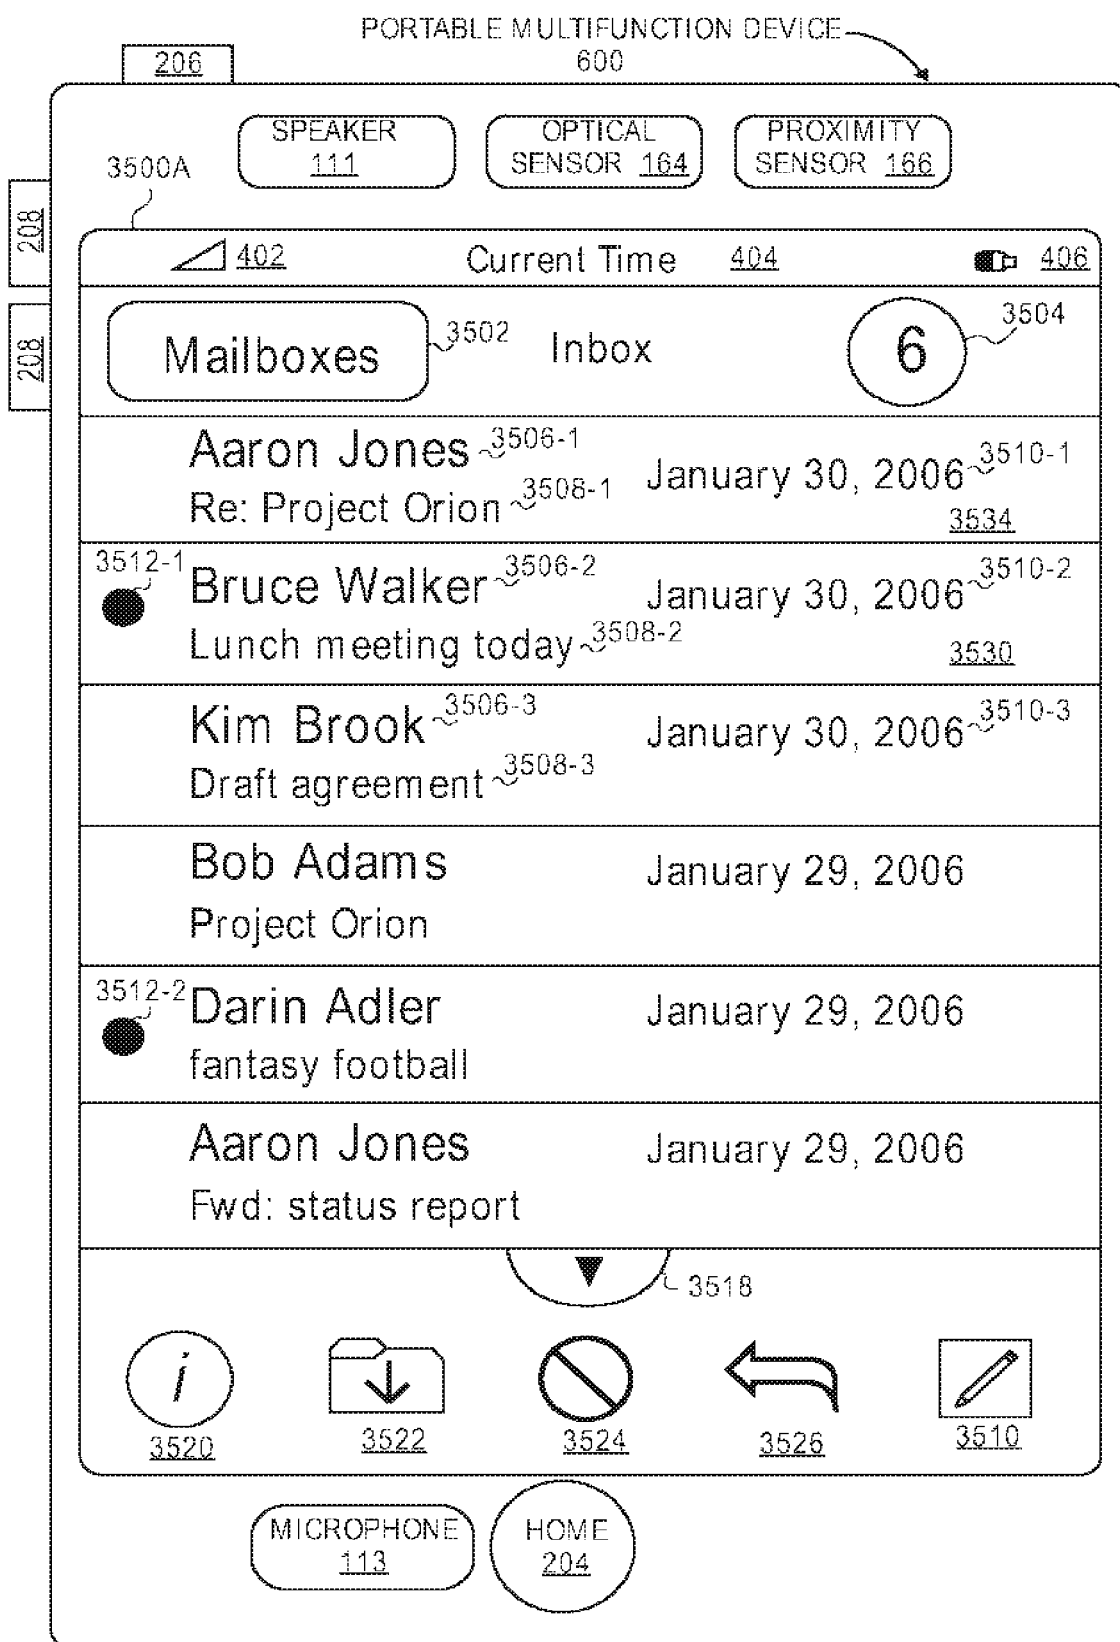 PORTABLE MULTIFUNCTION DEVICE
600
206
SPEAKER
111
OPTICAL
SENSOR 164
PROXIMITY
SENSOR 166
3500A
208
208
402 Current Time 404 406
Mailboxes 3502 Inbox 6 3504
Aaron Jones 3506-1 January 30, 2006 3510-1
Re: Project Orion 3508-1 3534
3512-1
Bruce Walker 3506-2 January 30, 2006 3510-2
Lunch meeting today 3508-2 3530
Kim Brook 3506-3 January 30, 2006 3510-3
Draft agreement 3508-3
Bob Adams January 29, 2006
Project Orion
3512-2
Darin Adler January 29, 2006
fantasy football
Aaron Jones January 29, 2006
Fwd: status report
3518
i
3520 3522 3524 3526 3510
MICROPHONE
113
HOME
204